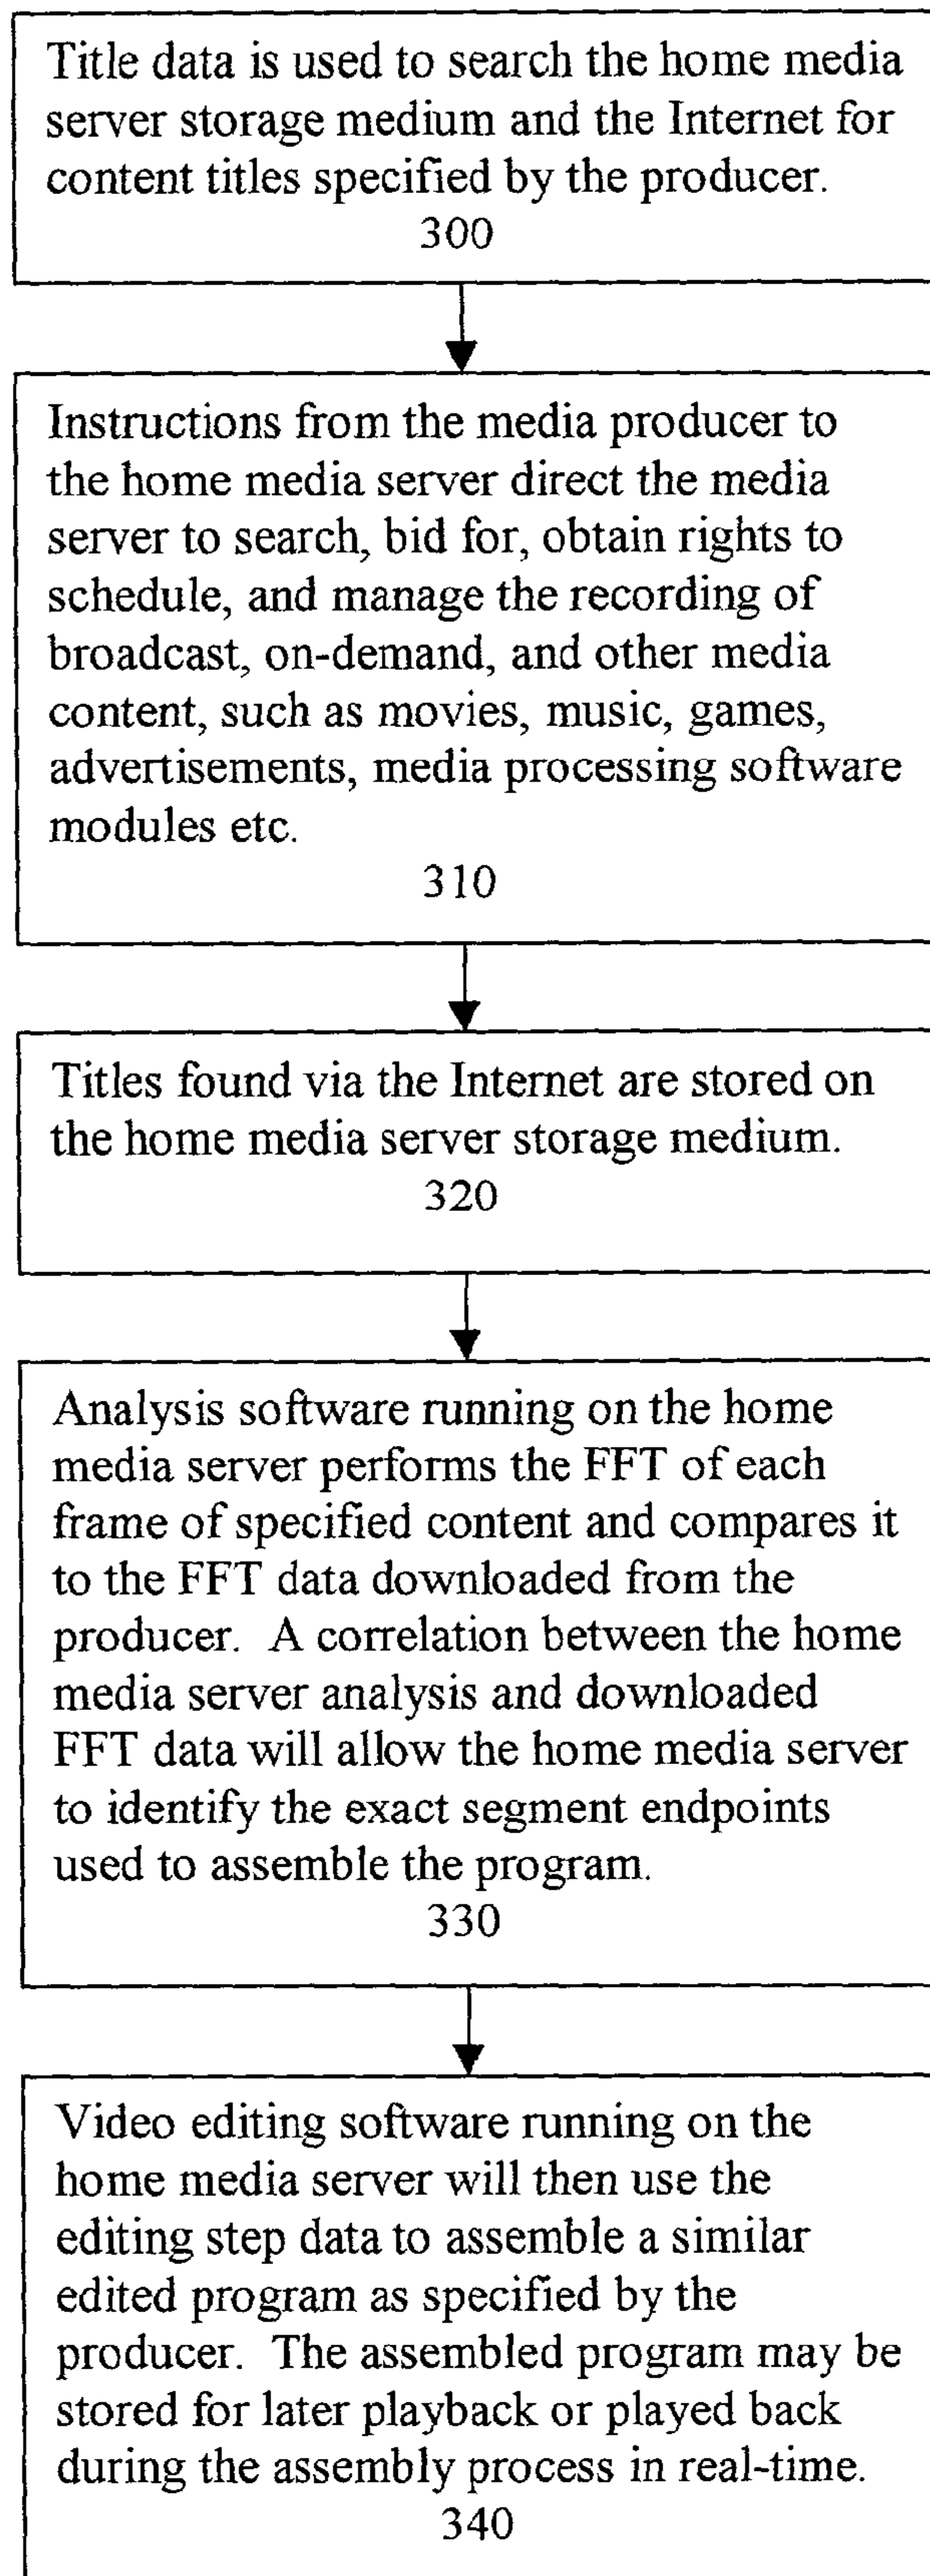 Title data is used to search the home media
server storage medium and the Internet for
content titles specified by the producer.
300
Instructions from the media producer to
the home media server direct the media
server to search, bid for, obtain rights to
schedule, and manage the recording of
broadcast, on-demand, and other media
content, such as movies, music, games,
advertisements, media processing software
modules etc.
310
Titles found via the Internet are stored on
the home media server storage medium.
320
Analysis software running on the home
media server performs the FFT of each
frame of specified content and compares it
to the FFT data downloaded from the
producer.  A correlation between the home
media server analysis and downloaded
FFT data will allow the home media server
to identify the exact segment endpoints
used to assemble the program.
330
Video editing software running on the
home media server will then use the
editing step data to assemble a similar
edited program as specified by the
producer.  The assembled program may be
stored for later playback or played back
during the assembly process in real-time.
340